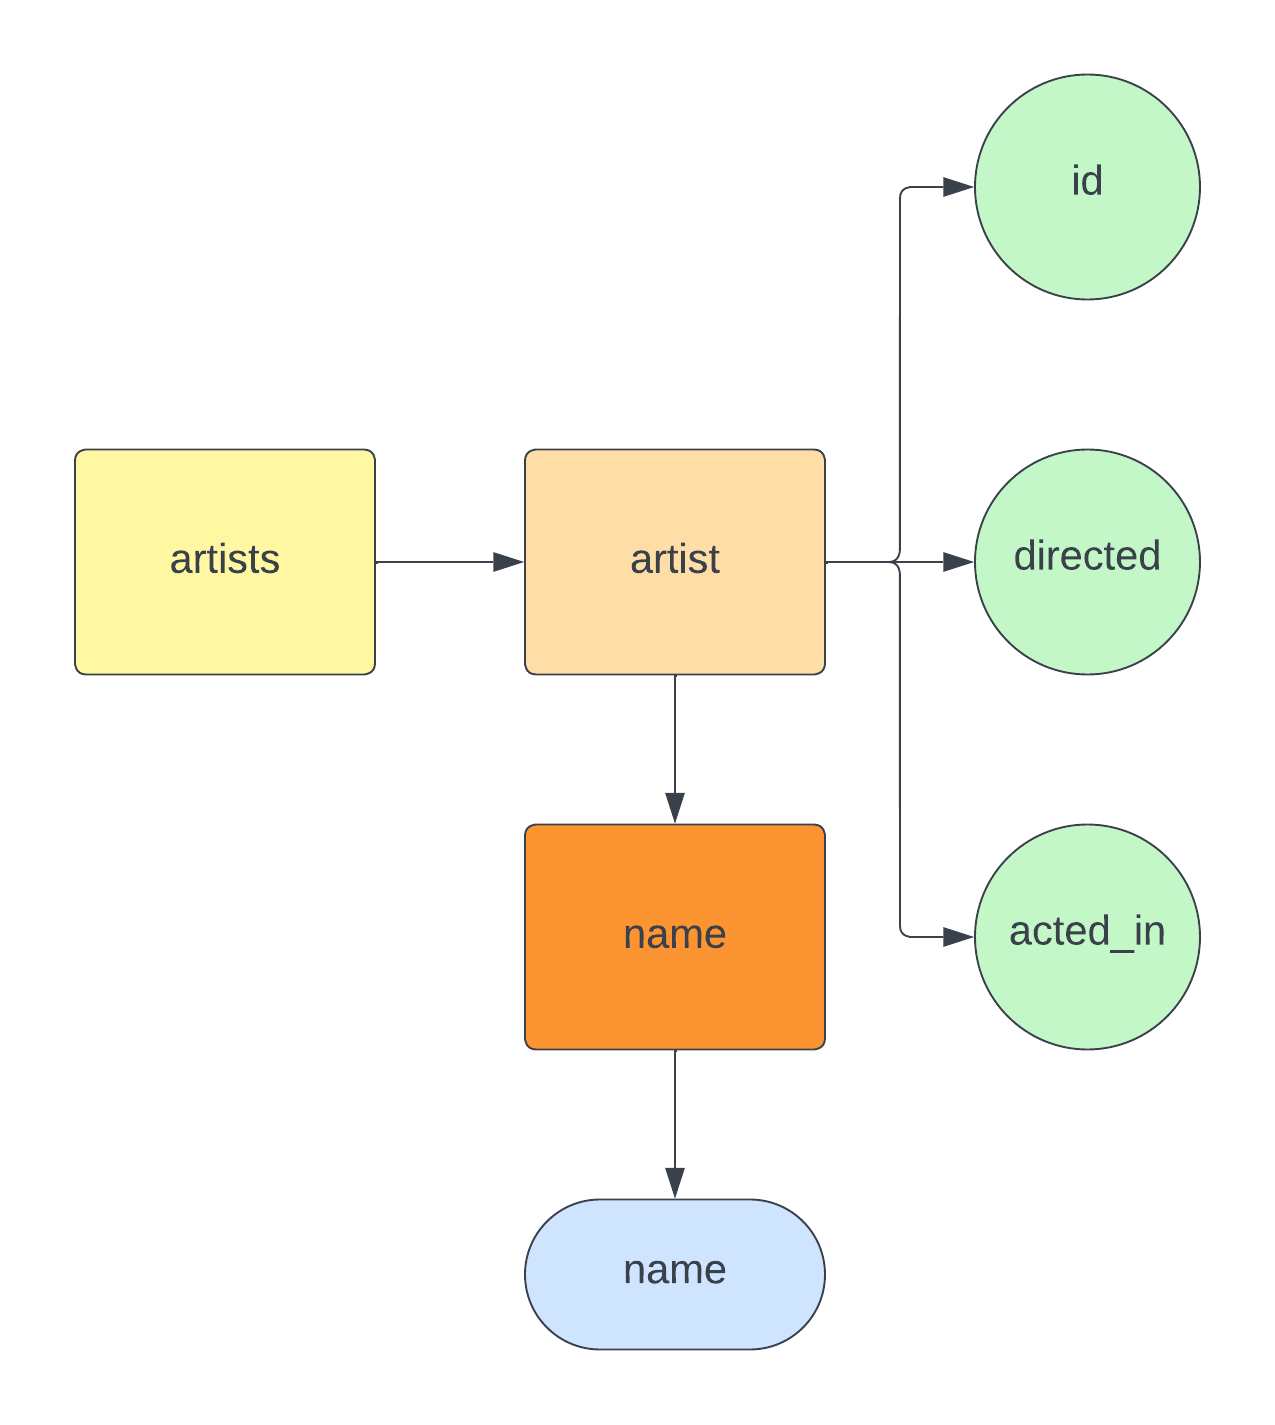 id
artists
artist
directed
name
acted_in
name